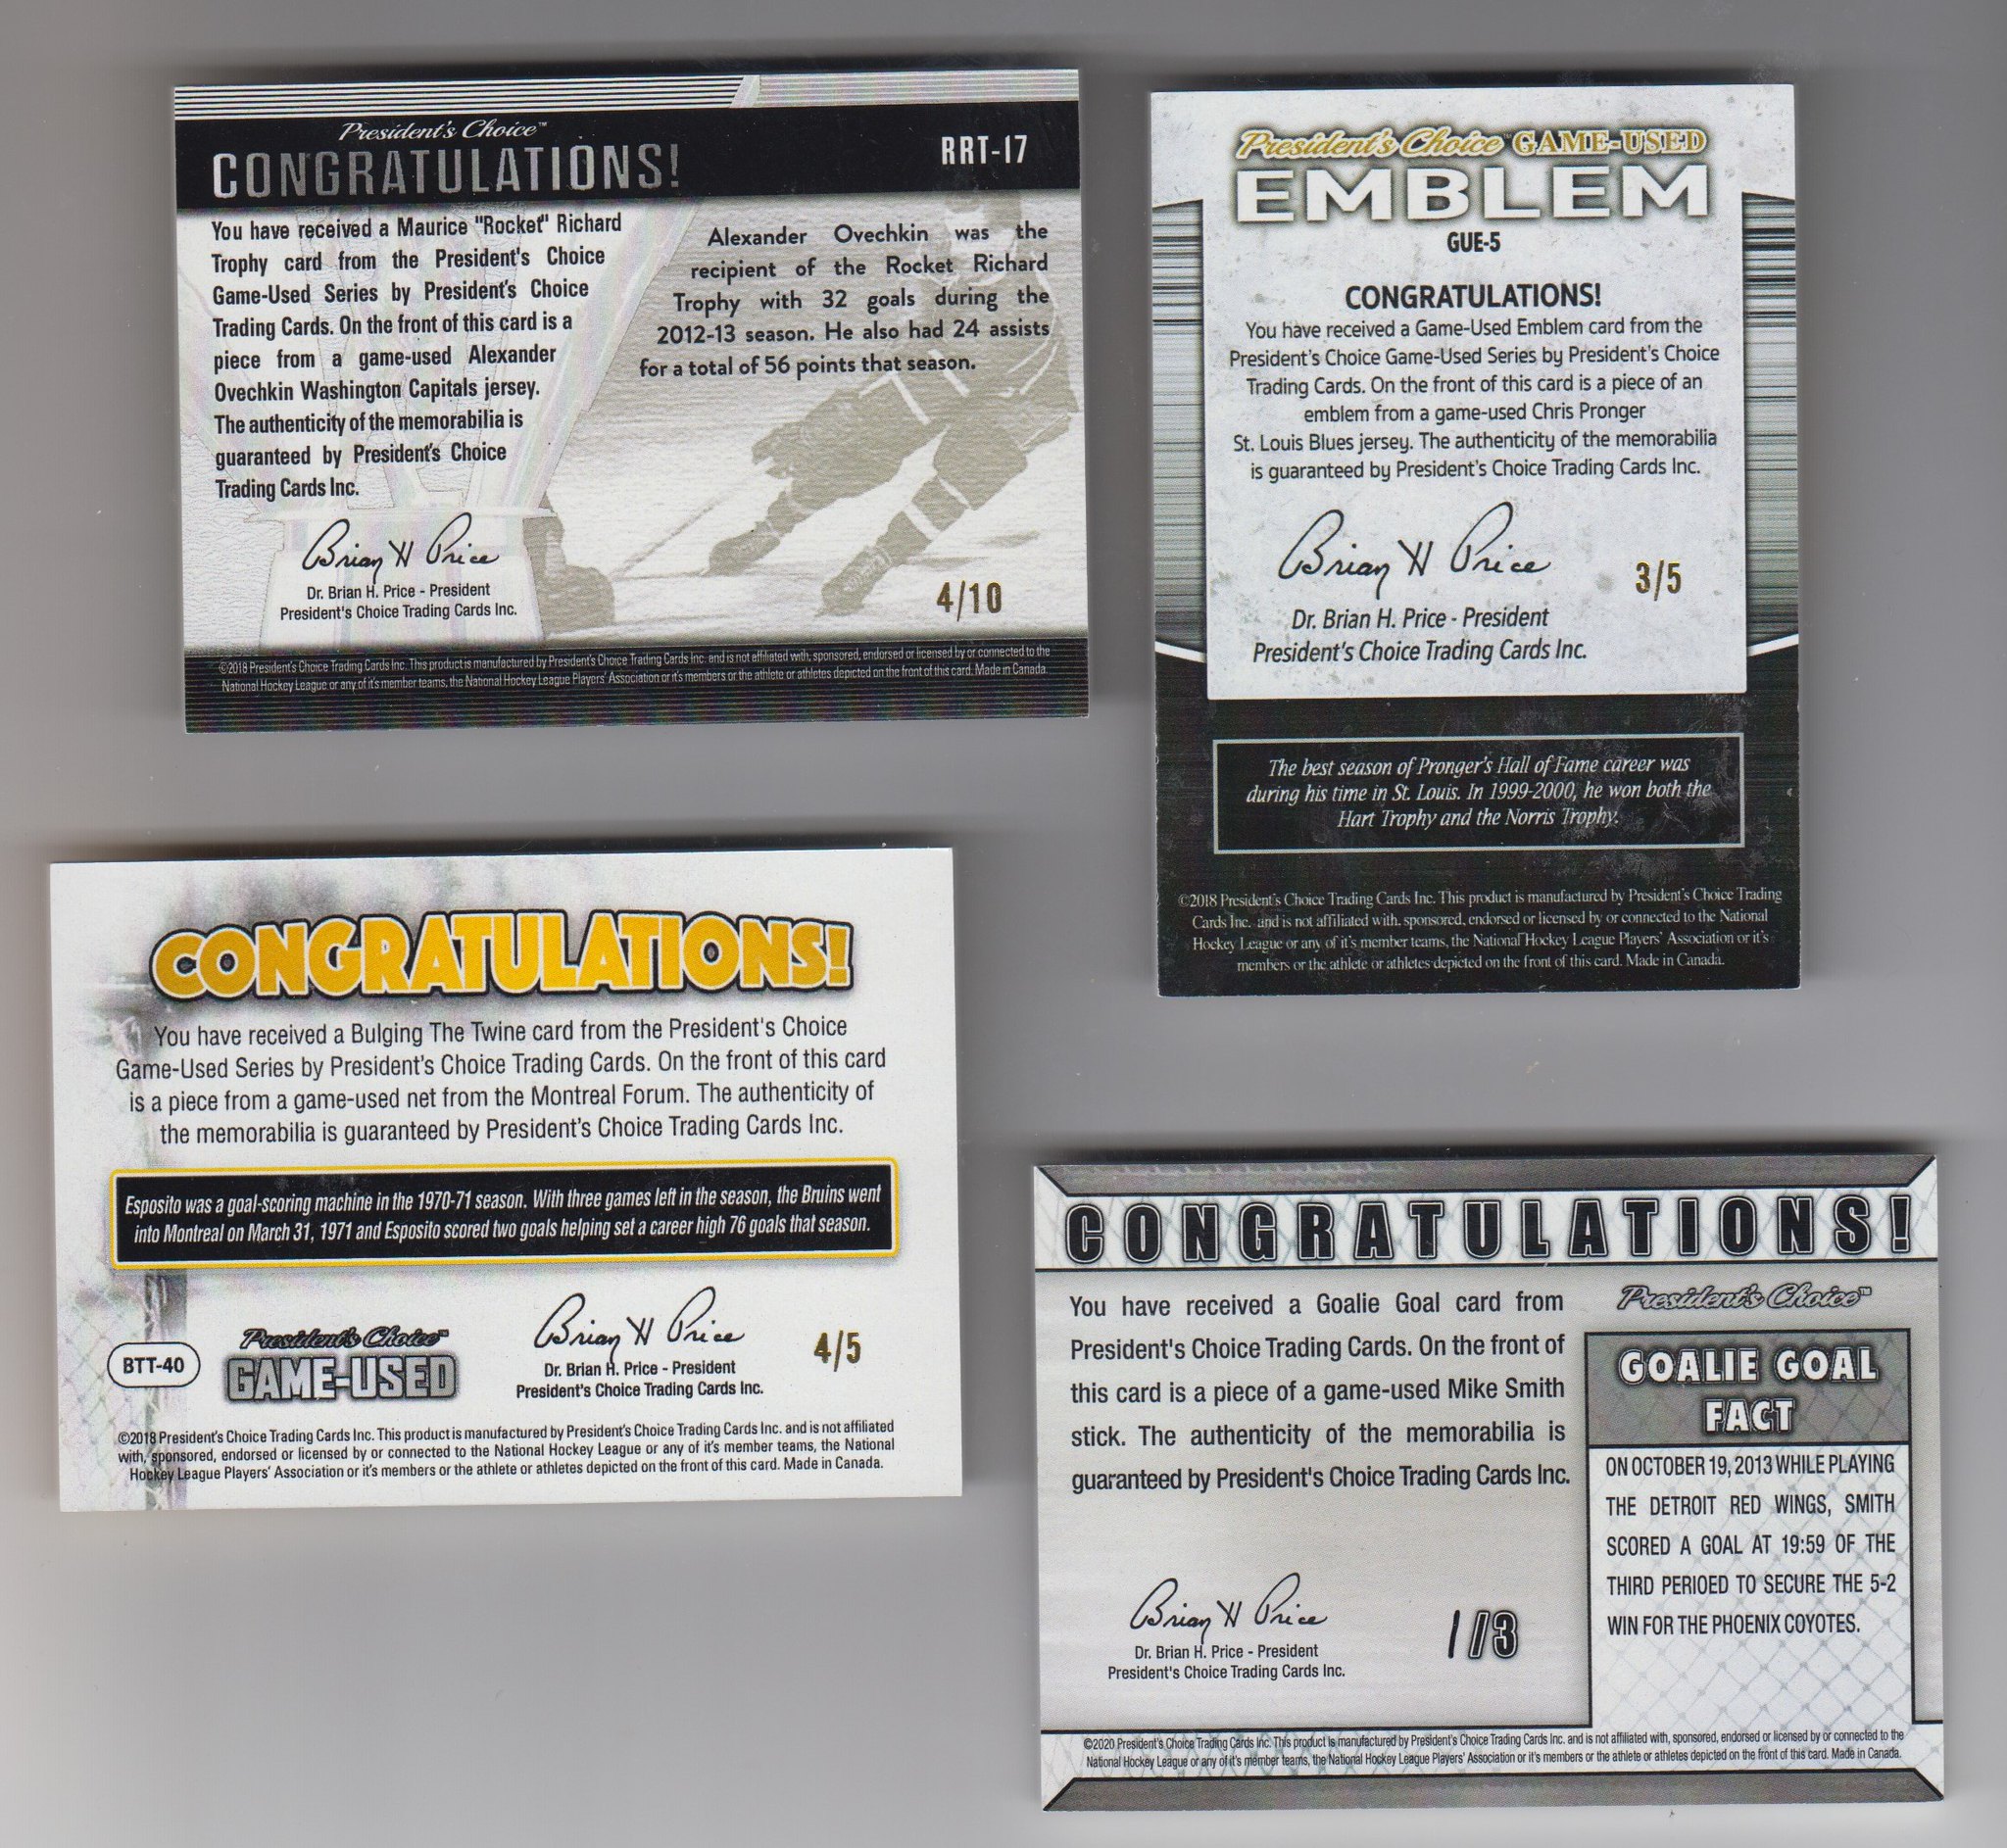 President's Choice™
CONGRATULATIONS!
RRT-17
You have received a Maurice "Rocket" Richard
Trophy card from the President's Choice
Game-Used Series by President's Choice
Trading Cards. On the front of this card is a
piece from a game-used Alexander
Ovechkin Washington Capitals jersey.
The authenticity of the memorabilia is
guaranteed by President's Choice
Trading Cards Inc.
Alexander Ovechkin was the
recipient of the Rocket Richard
Trophy with 32 goals during the
2012-13 season. He also had 24 assists
for a total of 56 points that season.
Brian H Price
Dr. Brian H. Price - President
President's Choice Trading Cards Inc.
4/10
©2018 President's Choice Trading Cards Inc. This product is manufactured by President's Choice Trading Cards Inc. and is not affiliated with, sponsored, endorsed or licensed by or connected to the
National Hockey League or any of it's member teams, the National Hockey League Players' Association or it's members or the athlete or athletes depicted on the front of this card. Made in Canada.
President's Choice™ GAME-USED
EMBLEM
GUE-5
CONGRATULATIONS!
You have received a Game-Used Emblem card from the
President's Choice Game-Used Series by President's Choice
Trading Cards. On the front of this card is a piece of an
emblem from a game-used Chris Pronger
St. Louis Blues jersey. The authenticity of the memorabilia
is guaranteed by President's Choice Trading Cards Inc.
Brian H Price
3/5
Dr. Brian H. Price - President
President's Choice Trading Cards Inc.
The best season of Pronger's Hall of Fame career was
during his time in St. Louis. In 1999-2000, he won both the
Hart Trophy and the Norris Trophy.
©2018 President's Choice Trading Cards Inc. This product is manufactured by President's Choice Trading
Cards Inc. and is not affiliated with, sponsored, endorsed or licensed by or connected to the National
Hockey League or any of it's member teams, the National Hockey League Players' Association or it's
members or the athlete or athletes depicted on the front of this card. Made in Canada.
CONGRATULATIONS!
You have received a Bulging The Twine card from the President's Choice
Game-Used Series by President's Choice Trading Cards. On the front of this card
is a piece from a game-used net from the Montreal Forum. The authenticity of
the memorabilia is guaranteed by President's Choice Trading Cards Inc.
Esposito was a goal-scoring machine in the 1970-71 season. With three games left in the season, the Bruins went
into Montreal on March 31, 1971 and Esposito scored two goals helping set a career high 76 goals that season.
BTT-40
President's Choice™
GAME-USED
Brian H Price
Dr. Brian H. Price - President
President's Choice Trading Cards Inc.
4/5
©2018 President's Choice Trading Cards Inc. This product is manufactured by President's Choice Trading Cards Inc. and is not affiliated
with, sponsored, endorsed or licensed by or connected to the National Hockey League or any of it's member teams, the National
Hockey League Players' Association or it's members or the athlete or athletes depicted on the front of this card. Made in Canada.
CONGRATULATIONS!
You have received a Goalie Goal card from
President's Choice Trading Cards. On the front of
this card is a piece of a game-used Mike Smith
stick. The authenticity of the memorabilia is
guaranteed by President's Choice Trading Cards Inc.
Brian H Price
Dr. Brian H. Price - President
President's Choice Trading Cards Inc.
1/3
President's Choice™
GOALIE GOAL
FACT
ON OCTOBER 19, 2013 WHILE PLAYING
THE DETROIT RED WINGS, SMITH
SCORED A GOAL AT 19:59 OF THE
THIRD PERIOED TO SECURE THE 5-2
WIN FOR THE PHOENIX COYOTES.
©2020 President's Choice Trading Cards Inc. This product is manufactured by President's Choice Trading Cards Inc. and is not affiliated with, sponsored, endorsed or licensed by or connected to the
National Hockey League or any of it's member teams, the National Hockey League Players' Association or it's members or the athlete or athletes depicted on the front of this card. Made in Canada.